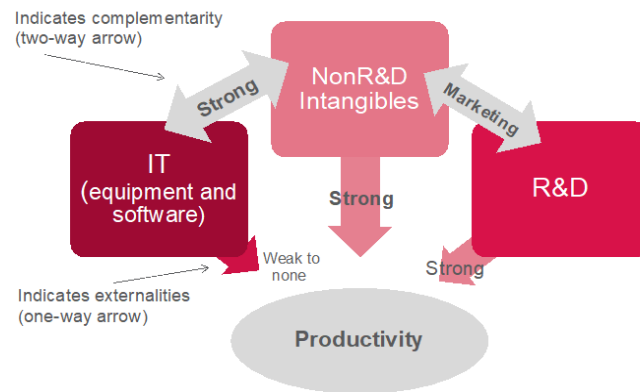 Indicates complementarity
(two-way arrow)
Strong
NonR&D
Intangibles
Marketing
IT
(equipment and
software)
R&D
Strong
Weak to
none
Strong
Indicates externalities
(one-way arrow)
Productivity